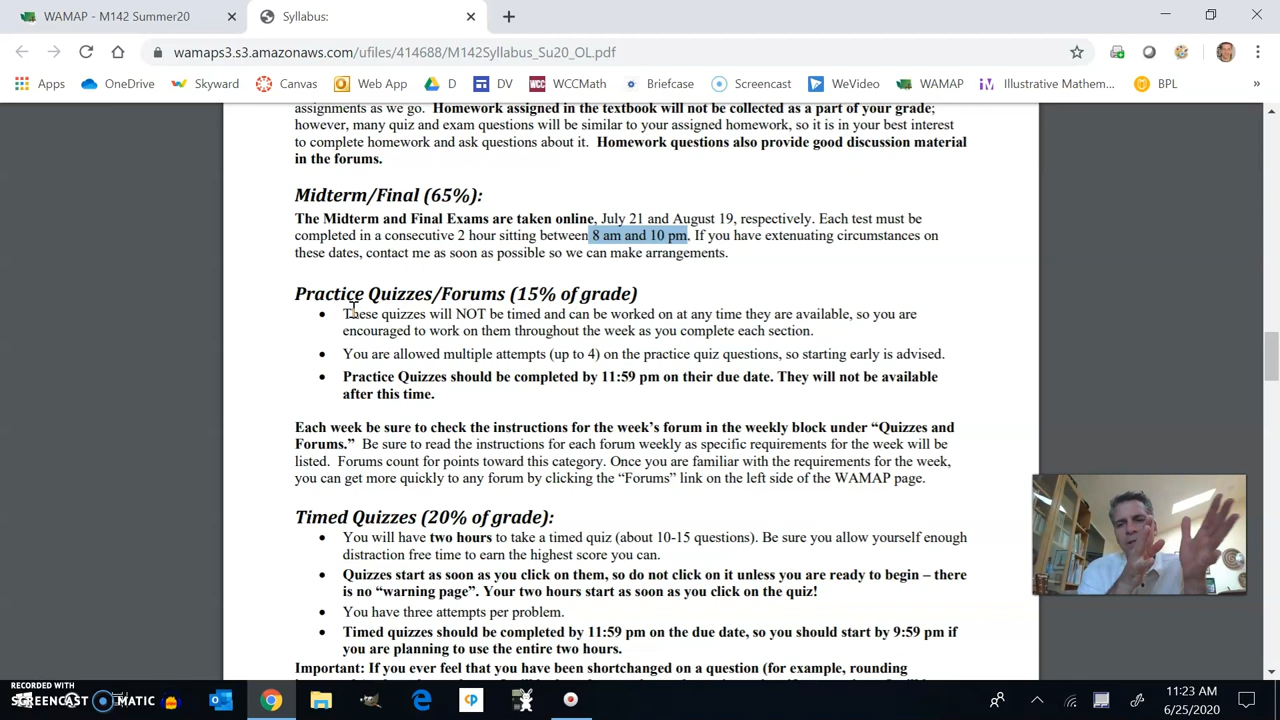 WAMAP - M142 Summer20
Syllabus:
wamaps3.s3.amazonaws.com/ufiles/414688/M142Syllabus_Su20_OL.pdf
Apps OneDrive Skyward Canvas Web App D DV WCCMath Briefcase Screencast WeVideo WAMAP Illustrative Mathem... BPL »
assignments as we go. Homework assigned in the textbook will not be collected as a part of your grade;
however, many quiz and exam questions will be similar to your assigned homework, so it is in your best interest
to complete homework and ask questions about it. Homework questions also provide good discussion material
in the forums.
Midterm/Final (65%):
The Midterm and Final Exams are taken online, July 21 and August 19, respectively. Each test must be
completed in a consecutive 2 hour sitting between 8 am and 10 pm. If you have extenuating circumstances on
these dates, contact me as soon as possible so we can make arrangements.
Practice Quizzes/Forums (15% of grade)
• These quizzes will NOT be timed and can be worked on at any time they are available, so you are
encouraged to work on them throughout the week as you complete each section.
• You are allowed multiple attempts (up to 4) on the practice quiz questions, so starting early is advised.
• Practice Quizzes should be completed by 11:59 pm on their due date. They will not be available
after this time.
Each week be sure to check the instructions for the week's forum in the weekly block under “Quizzes and
Forums.” Be sure to read the instructions for each forum weekly as specific requirements for the week will be
listed. Forums count for points toward this category. Once you are familiar with the requirements for the week,
you can get more quickly to any forum by clicking the “Forums” link on the left side of the WAMAP page.
Timed Quizzes (20% of grade):
• You will have two hours to take a timed quiz (about 10-15 questions). Be sure you allow yourself enough
distraction free time to earn the highest score you can.
• Quizzes start as soon as you click on them, so do not click on it unless you are ready to begin – there
is no “warning page”. Your two hours start as soon as you click on the quiz!
• You have three attempts per problem.
• Timed quizzes should be completed by 11:59 pm on the due date, so you should start by 9:59 pm if
you are planning to use the entire two hours.
Important: If you ever feel that you have been shortchanged on a question (for example, rounding
RECORDED WITH
SCREENCAST MATIC
11:23 AM
6/25/2020